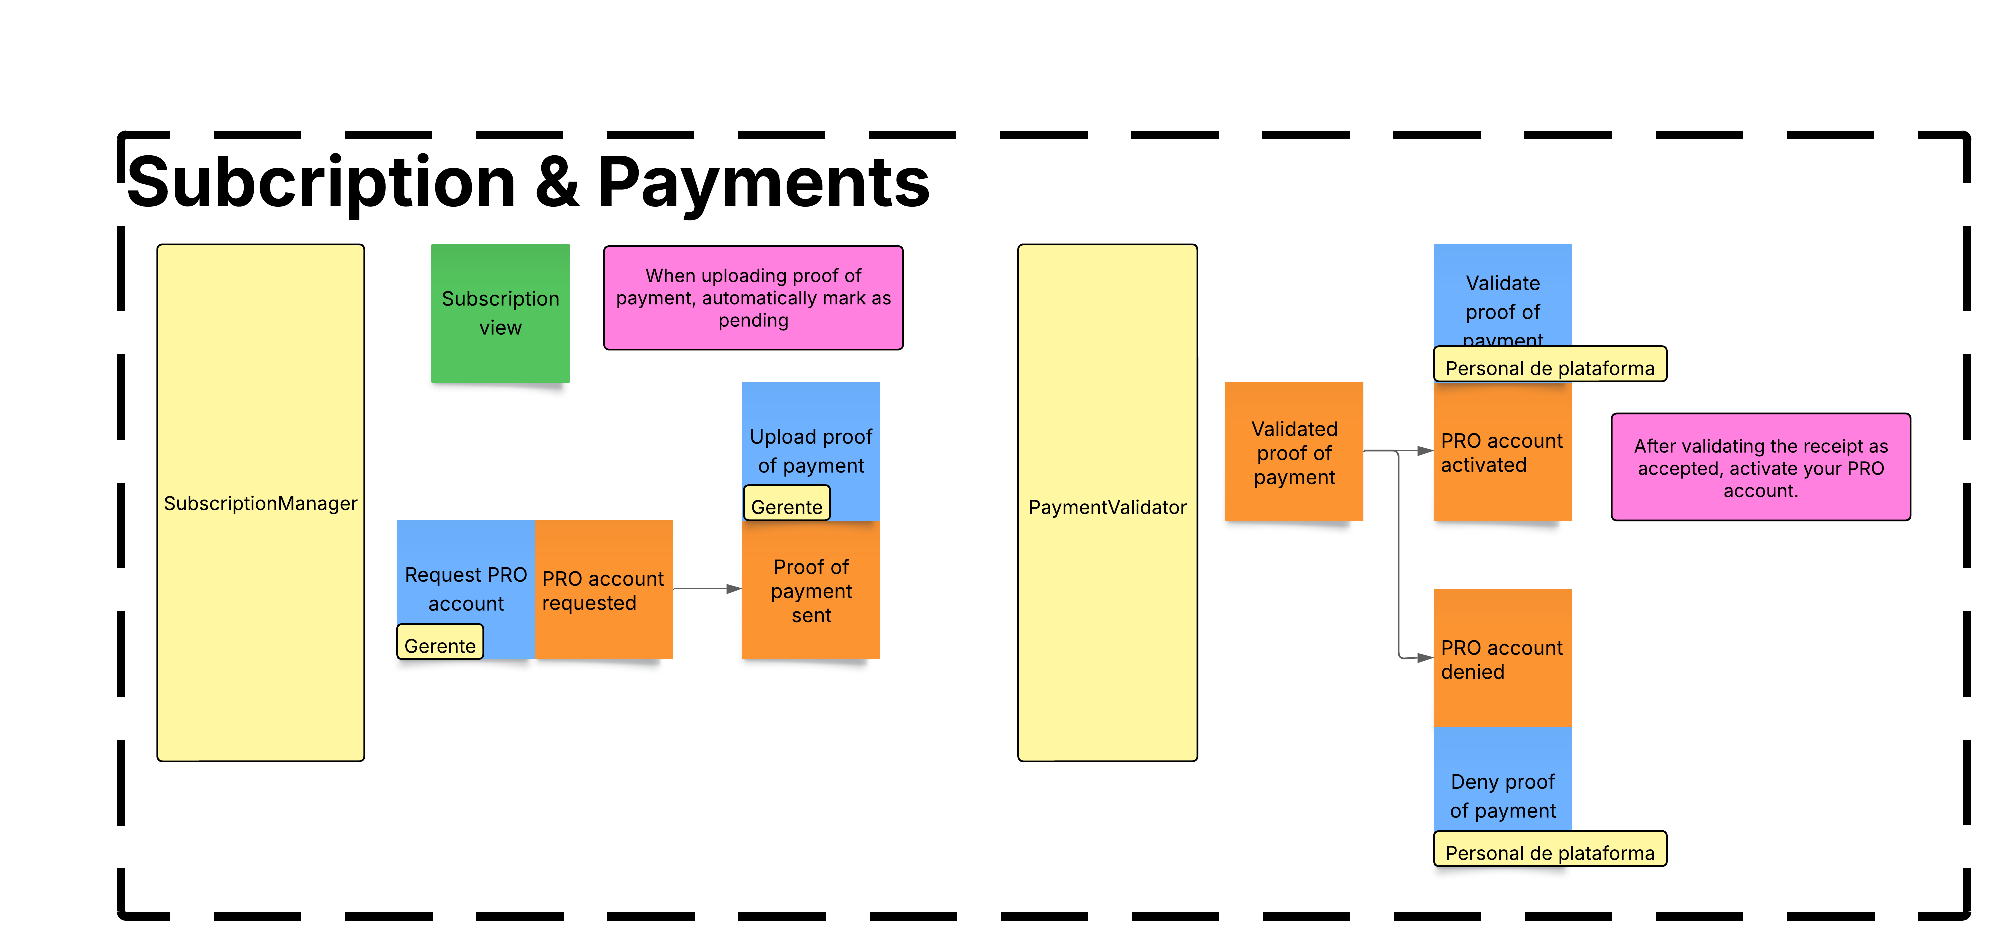 Subcription & Payments
SubscriptionManager
Subscription
view
When uploading proof of
payment, automatically mark as
pending
Upload proof
of payment
Gerente
Request PRO
account
Gerente
PRO account
requested
Proof of
payment
sent
PaymentValidator
Validated
proof of
payment
Validate
proof of
payment
Personal de plataforma
PRO account
activated
After validating the receipt as
accepted, activate your PRO
account.
PRO account
denied
Deny proof
of payment
Personal de plataforma